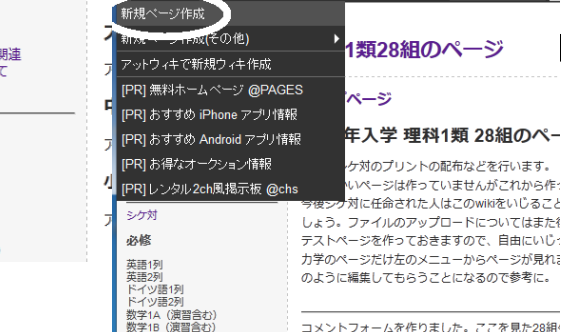 関連
て
新規ページ作成
新規ページ作成(その他)
アットウィキで新規ウィキ作成
[PR] 無料ホームページ @PAGES
[PR] おすすめ iPhone アプリ情報
[PR] おすすめ Android アプリ情報
[PR] お得なオークション情報
[PR] レンタル2ch風掲示板 @chs
シケ対
必修
英語1列
英語2列
ドイツ語1列
ドイツ語2列
数学1A（演習含む）
数学1B（演習含む）
1類28組のページ
ページ
年入学 理科1類 28組のペー
シケ対のプリントの配布などを行います。
いページは作っていませんがこれから作っ
今後シケ対に任命された人はこのwikiをいじること
しょう。ファイルのアップロードについてはまた後
テストページを作っておきますので、自由にいじっ
力学のページだけ左のメニューからページが見れま
のように編集してもらうことになるので参考に。
コメントフォームを作りました。ここを見た28組